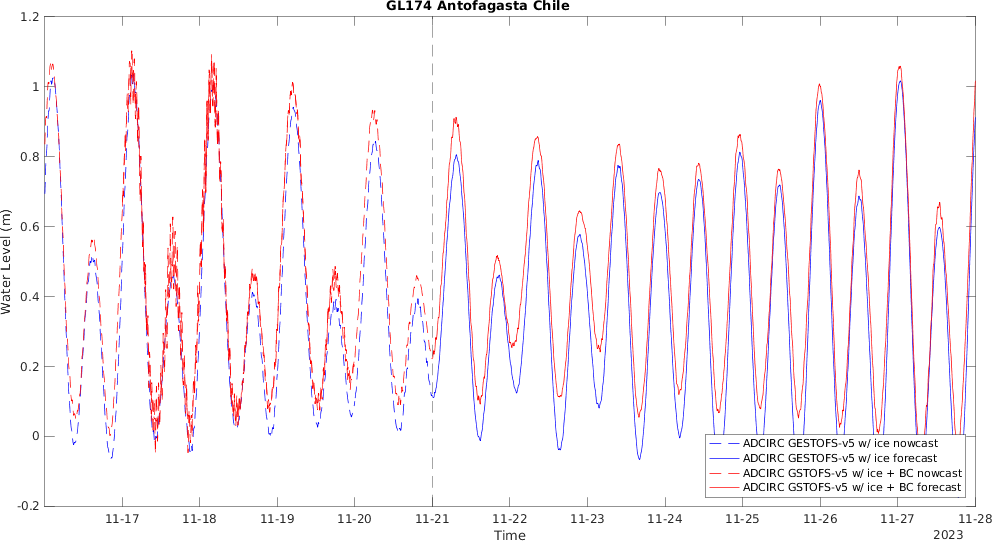 GL174 Antofagasta Chile
1.2
1
0.8
0.6
0.4
0.2
0
-0.2
Water Level (m)
ADCIRC GESTOFS-v5 w/ ice nowcast
ADCIRC GESTOFS-v5 w/ ice forecast
ADCIRC GSTOFS-v5 w/ ice + BC nowcast
ADCIRC GSTOFS-v5 w/ ice + BC forecast
11-17 11-18 11-19 11-20 11-21 11-22 11-23 11-24 11-25 11-26 11-27 11-28
Time 2023